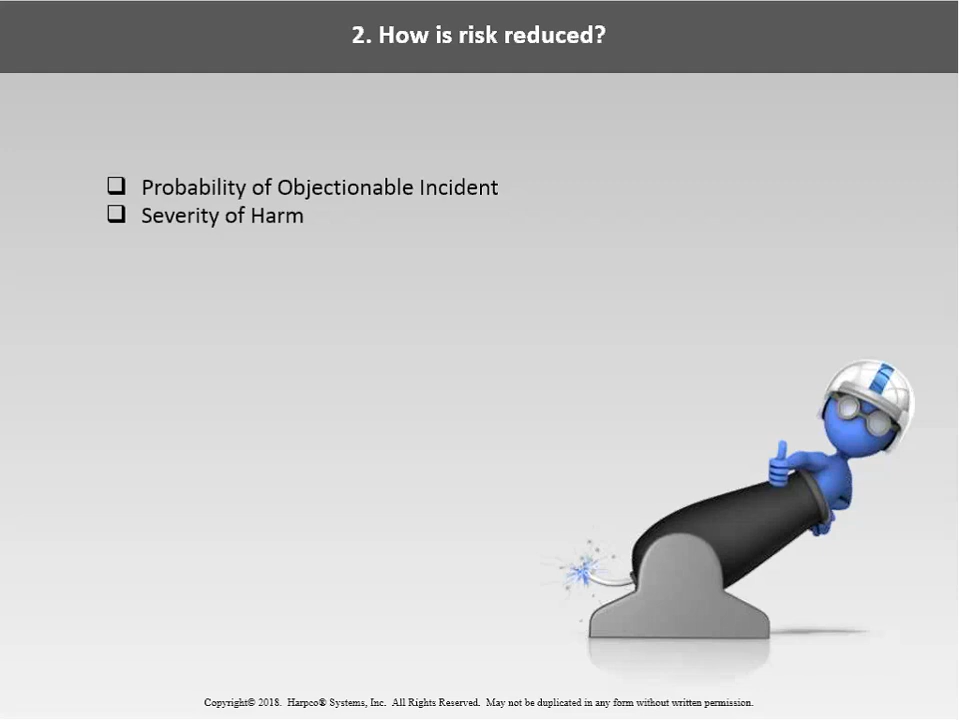 2. How is risk reduced?
Probability of Objectionable Incident
Severity of Harm
Copyright© 2018. Harpco® Systems, Inc. All Rights Reserved. May not be duplicated in any form without written permission.